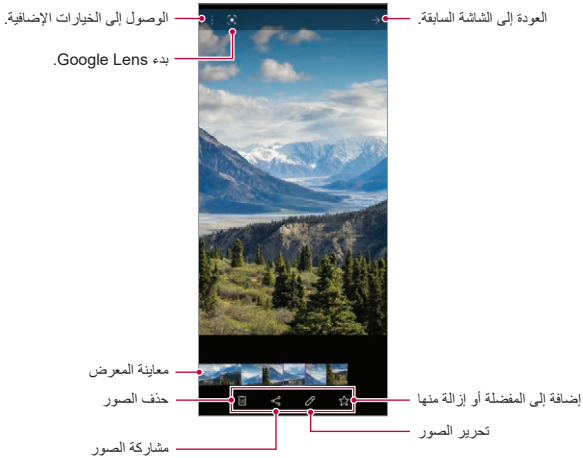 العودة إلى الشاشة السابقة.
الوصول إلى الخيارات الإضافية.
بدء Google Lens.
معاينة المعرض
حذف الصور
إضافة إلى المفضلة أو إزالة منها
تحرير الصور
مشاركة الصور